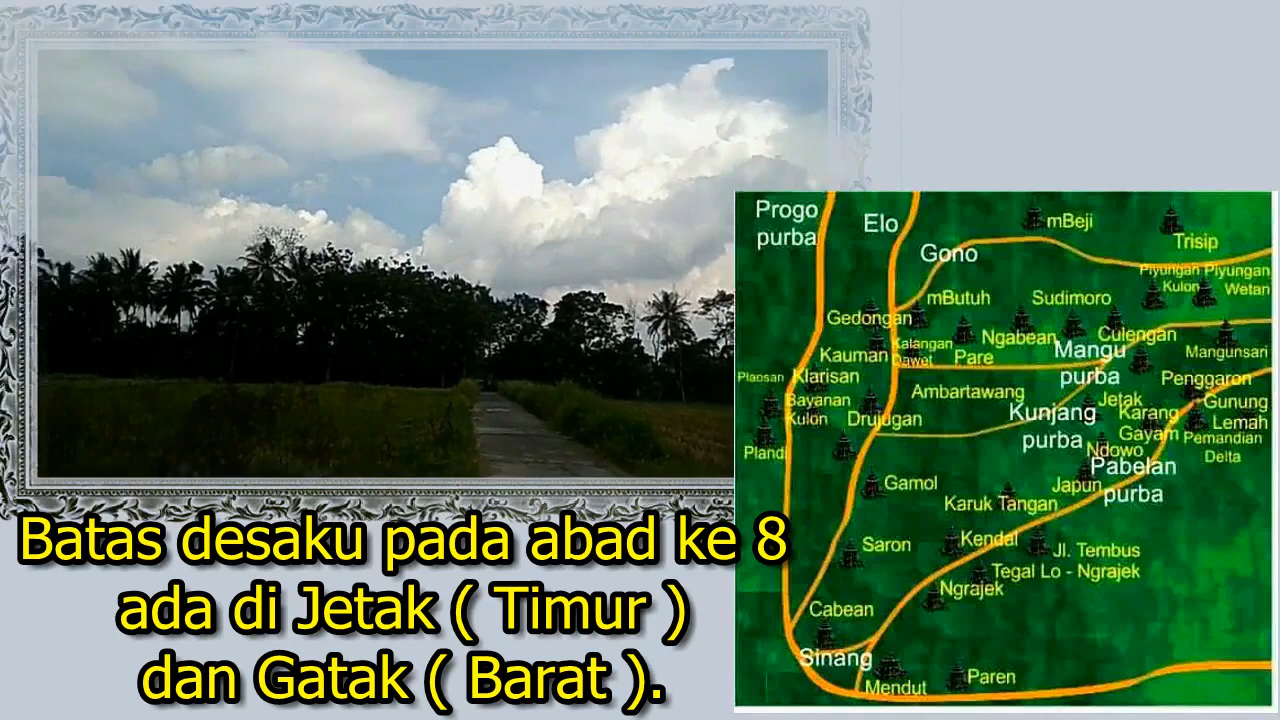 Batas desaku pada abad ke 8
ada di Jetak ( Timur )
dan Gatak ( Barat ).
Progo
purba
Elo
mBeji
Trisip
Gono
Piyungan
Kulon
Piyungan
Wetan
mButuh
Sudimoro
Gedongan
Ngabean
Culengan
Kalangan
Dawet
Kauman
Pare
Mangu
purba
Mangunsari
Plaosan
Klarisan
Penggaron
Ambartawang
Bayanan
Kulon
Jetak
Gunung
Lemah
Drujugan
Kunjang
purba
Karang
Gayam
Pemandian
Delta
Plandi
Ndowo
Pabelan
purba
Gamol
Japun
Karuk Tangan
Saron
Kendal
Jl. Tembus
Tegal Lo - Ngrajek
Ngrajek
Cabean
Sinang
Mendut
Paren